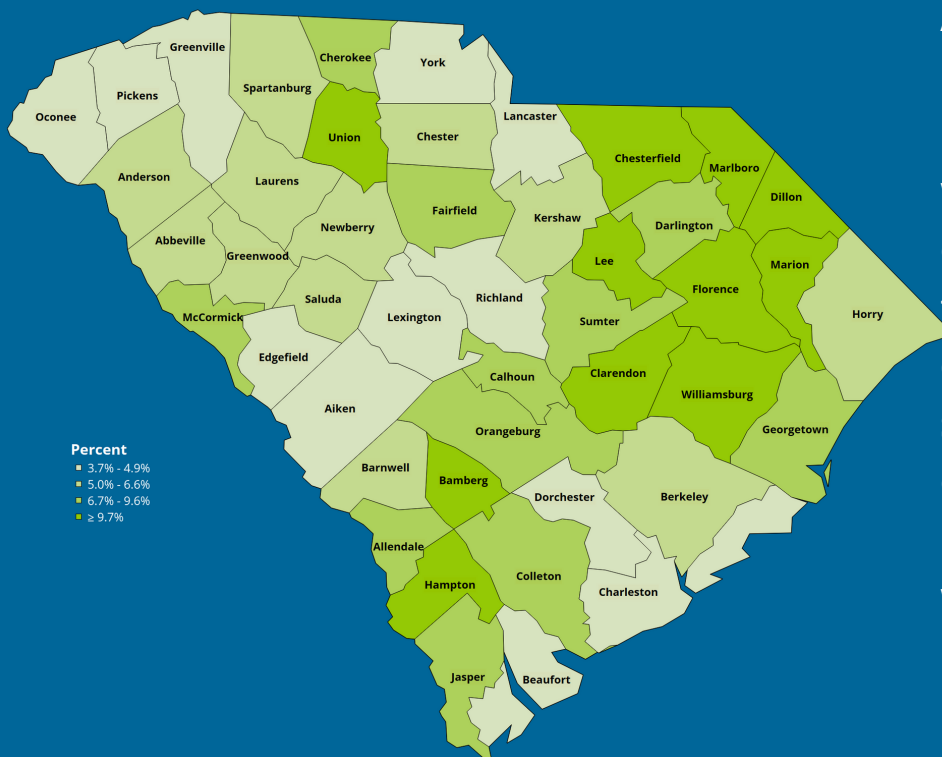 Greenville
Cherokee
York
Spartanburg
Pickens
Oconee
Lancaster
Union
Chester
Chesterfield
Marlboro
Anderson
Laurens
Dillon
Fairfield
Kershaw
Darlington
Newberry
Abbeville
Greenwood
Lee
Marion
Florence
Saluda
Richland
McCormick
Lexington
Sumter
Horry
Edgefield
Calhoun
Clarendon
Williamsburg
Aiken
Orangeburg
Georgetown
Percent
3.7% - 4.9%
5.0% - 6.6%
6.7% - 9.6%
≥ 9.7%
Barnwell
Bamberg
Dorchester
Berkeley
Allendale
Hampton
Colleton
Charleston
Jasper
Beaufort